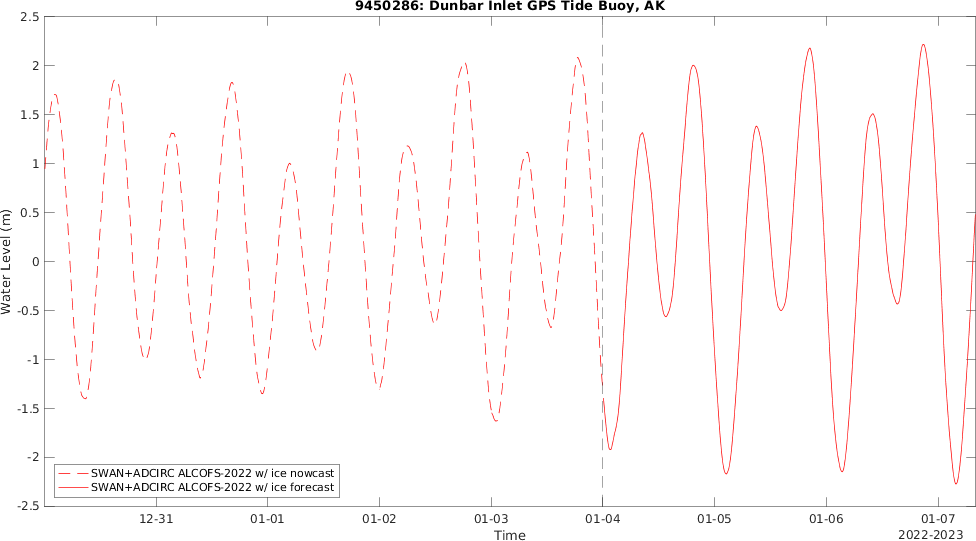 9450286: Dunbar Inlet GPS Tide Buoy, AK
2.5
2
1.5
1
0.5
0
-0.5
-1
-1.5
-2
-2.5
Water Level (m)
SWAN+ADCIRC ALCOFS-2022 w/ ice nowcast
SWAN+ADCIRC ALCOFS-2022 w/ ice forecast
12-31 01-01 01-02 01-03 01-04 01-05 01-06 01-07
Time
2022-2023